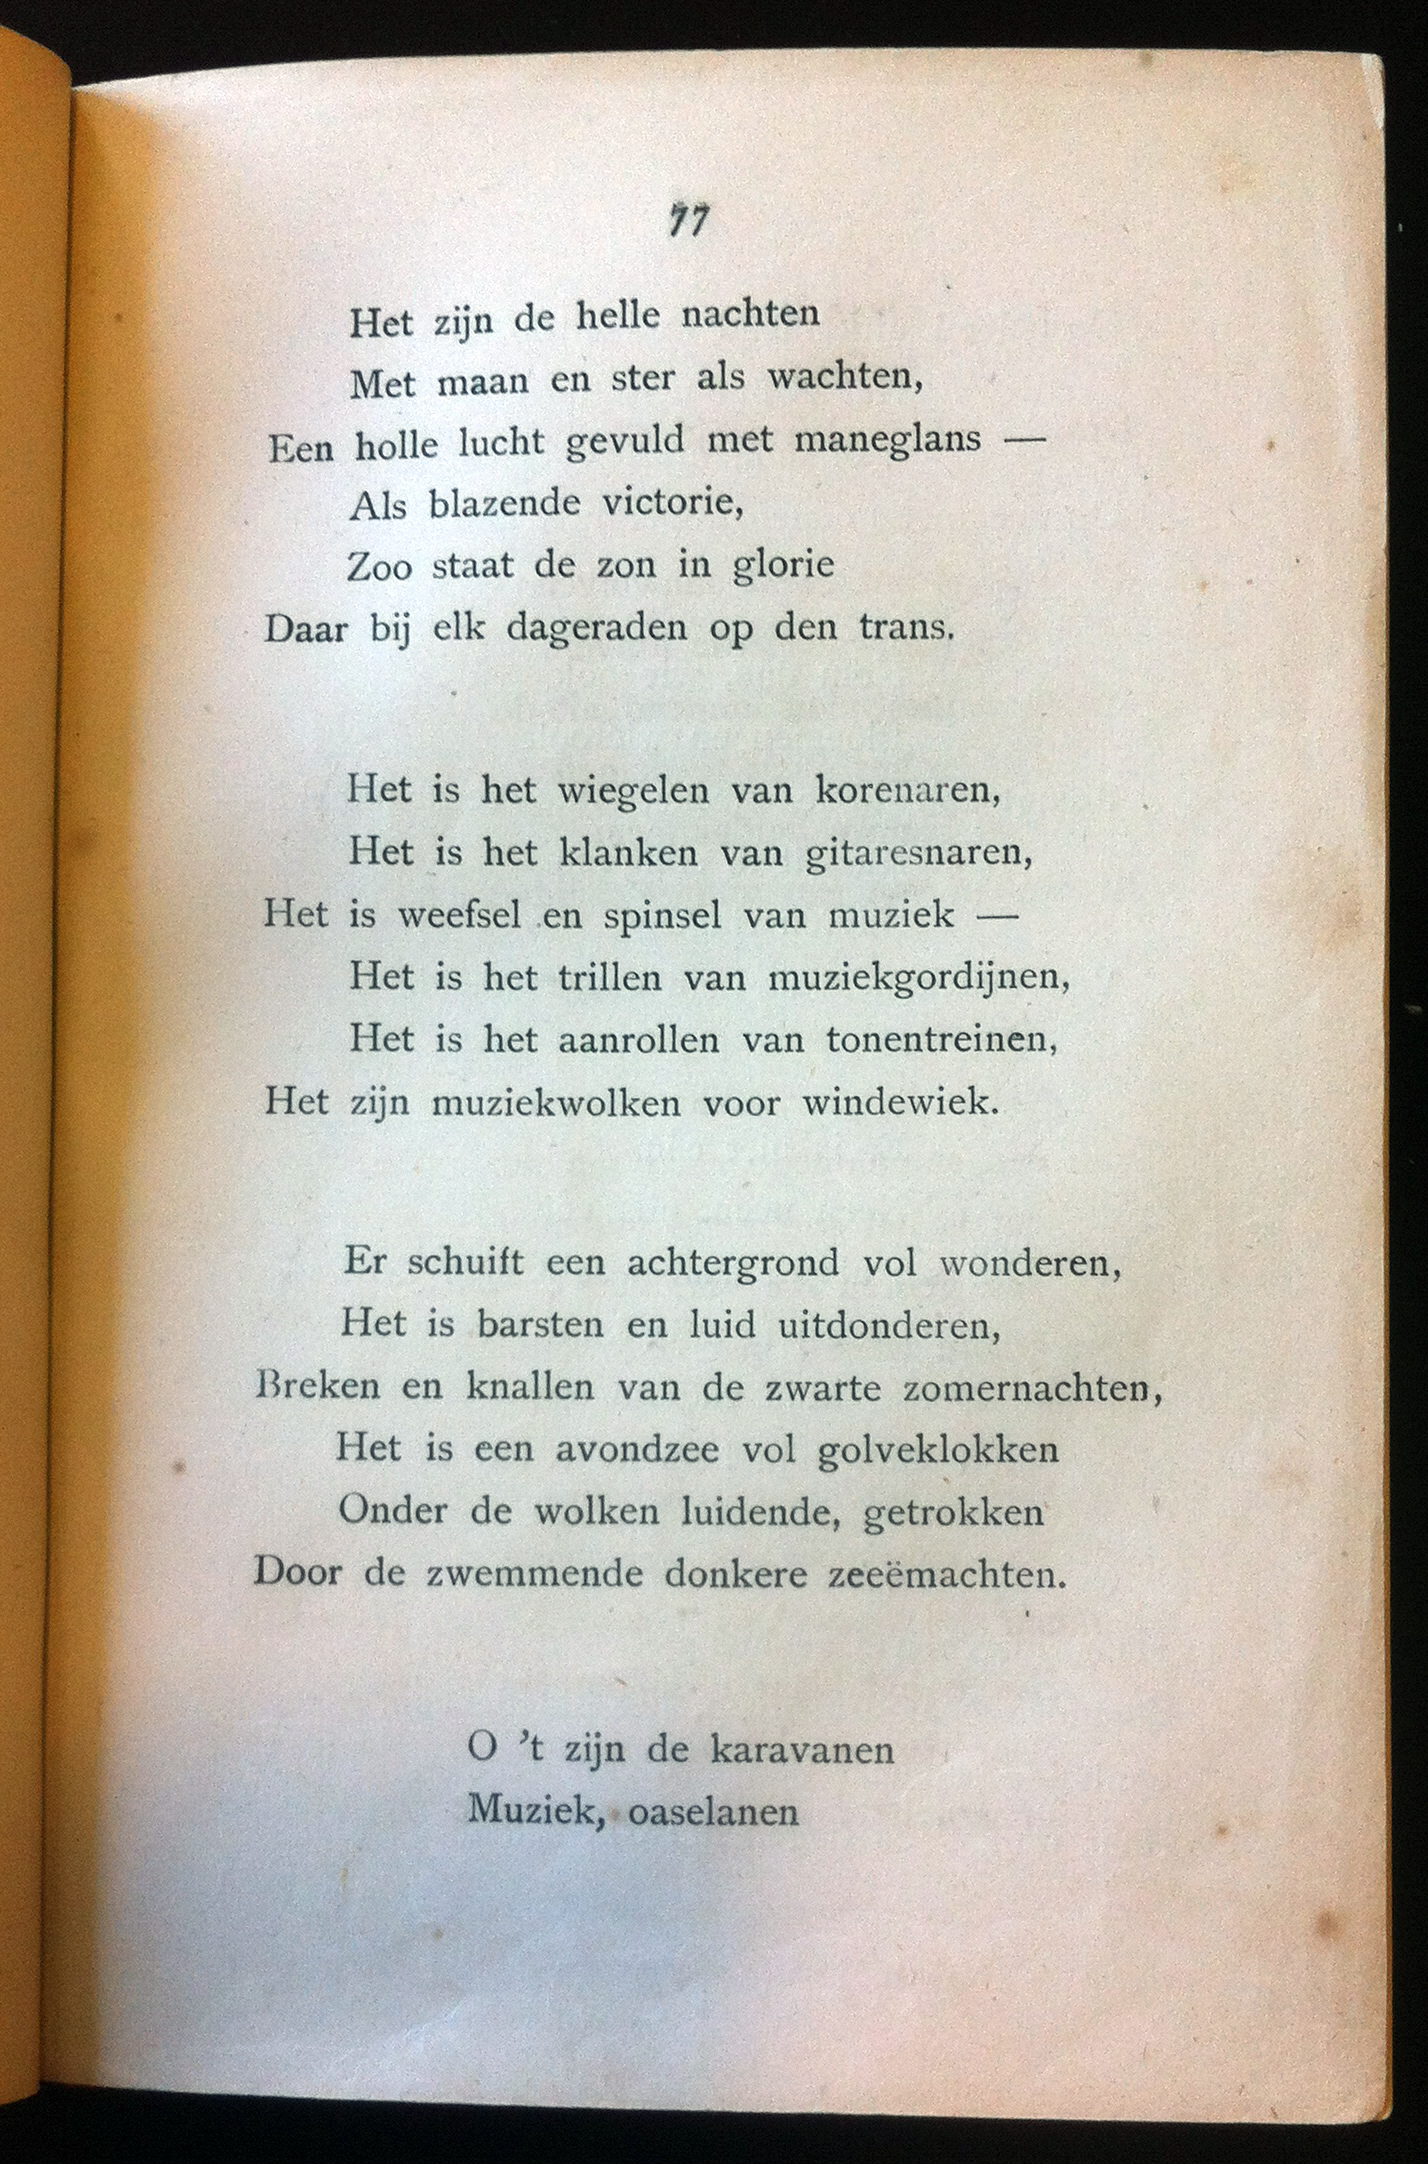 77
Het zijn de helle nachten
Met maan en ster als wachten,
Een holle lucht gevuld met maneglans —
Als blazende victorie,
Zoo staat de zon in glorie
Daar bij elk dageraden op den trans.
Het is het wiegelen van korenaren,
Het is het klanken van gitaresnaren,
Het is weefsel en spinsel van muziek —
Het is het trillen van muziekgordijnen,
Het is het aanrollen van tonentreinen,
Het zijn muziekwolken voor windewiek.
Er schuift een achtergrond vol wonderen,
Het is barsten en luid uitdonderen,
Breken en knallen van de zwarte zomernachten,
Het is een avondzee vol golveklokken
Onder de wolken luidende, getrokken
Door de zwemmende donkere zeeëmachten.
O ’t zijn de karavanen
Muziek, oaselanen